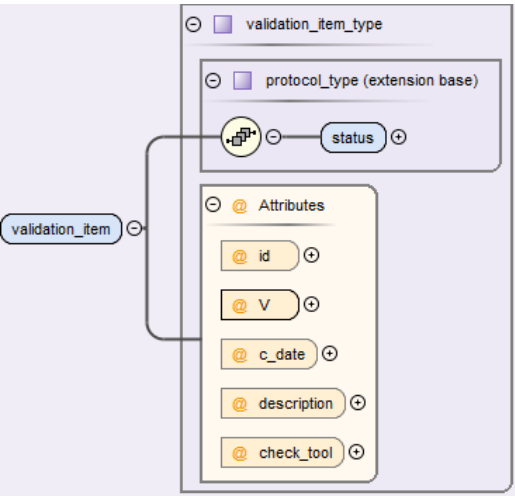 validation_item_type
protocol_type (extension base)
status
validation_item
@ Attributes
@ id
@ V
@ c_date
@ description
@ check_tool